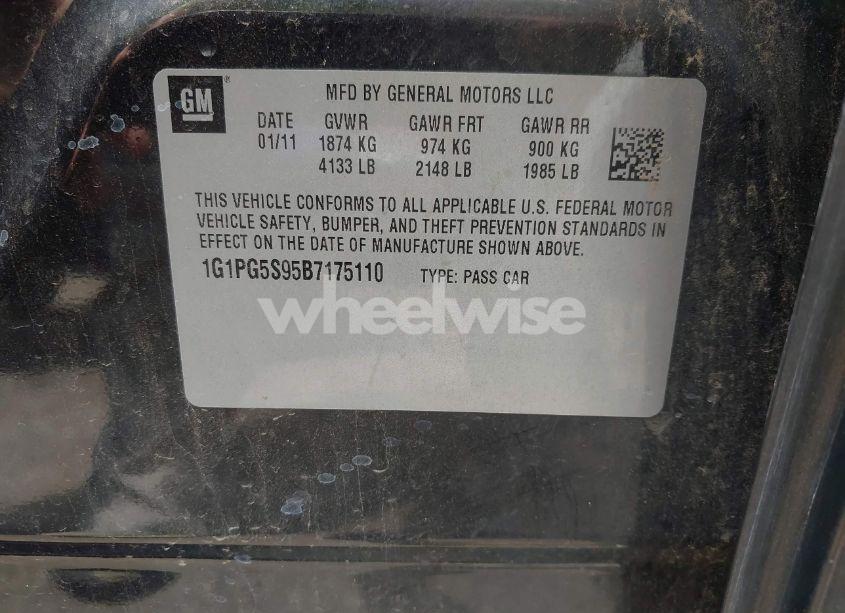 GM
MFD BY GENERAL MOTORS LLC
DATE GVWR GAWR FRT GAWR RR
01/11 1874 KG 974 KG 900 KG
4133 LB 2148 LB 1985 LB
THIS VEHICLE CONFORMS TO ALL APPLICABLE U.S. FEDERAL MOTOR
VEHICLE SAFETY, BUMPER, AND THEFT PREVENTION STANDARDS IN
EFFECT ON THE DATE OF MANUFACTURE SHOWN ABOVE.
1G1PG5S95B7175110 TYPE: PASS CAR
wheelwise